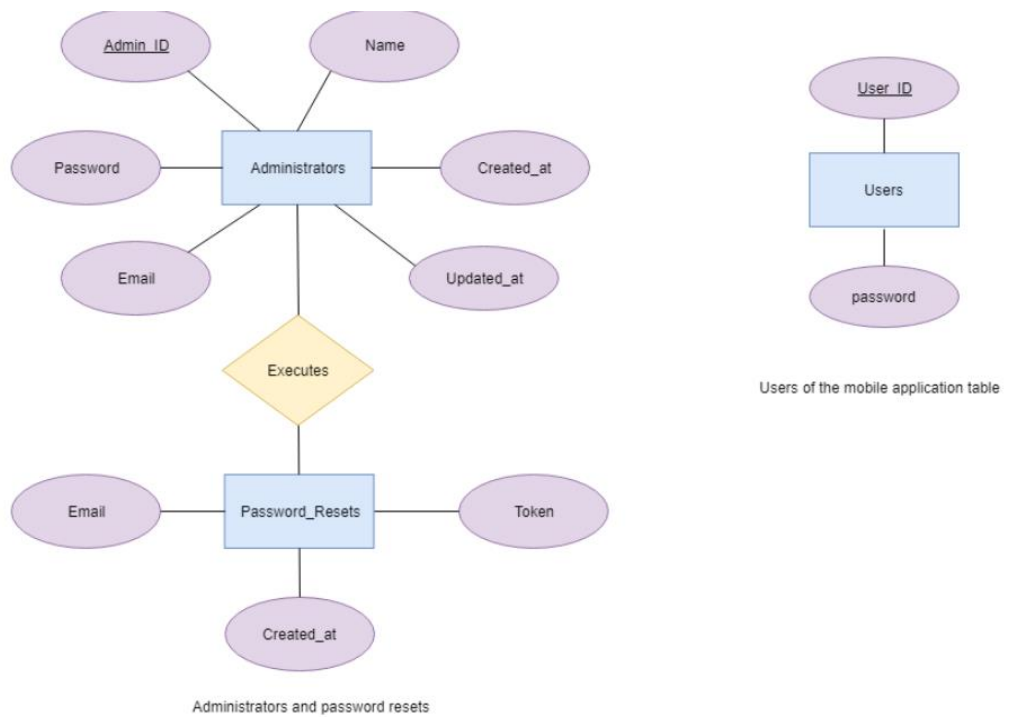 Admin_ID
Name
User_ID
Password
Administrators
Created_at
Users
Email
Updated_at
password
Executes
Users of the mobile application table
Email
Password_Resets
Token
Created_at
Administrators and password resets